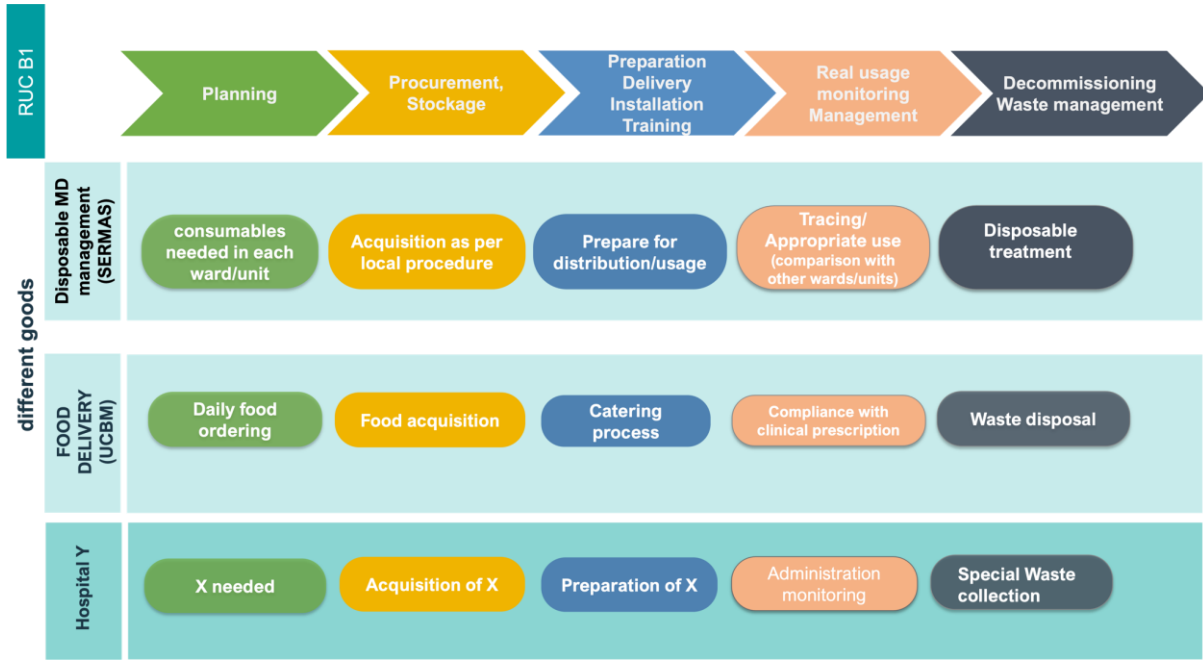 RUC B1
Planning
Procurement,
Stockage
Preparation
Delivery
Installation
Training
Real usage
monitoring
Management
Decommissioning
Waste management
different goods
Disposable MD
management
(SERMAS)
consumables
needed in each
ward/unit
Acquisition as per
local procedure
Prepare for
distribution/usage
Tracing/
Appropriate use
(comparison with
other wards/units)
Disposable
treatment
FOOD
DELIVERY
(UCBM)
Daily food
ordering
Food acquisition
Catering
process
Compliance with
clinical prescription
Waste disposal
Hospital Y
X needed
Acquisition of X
Preparation of X
Administration
monitoring
Special Waste
collection